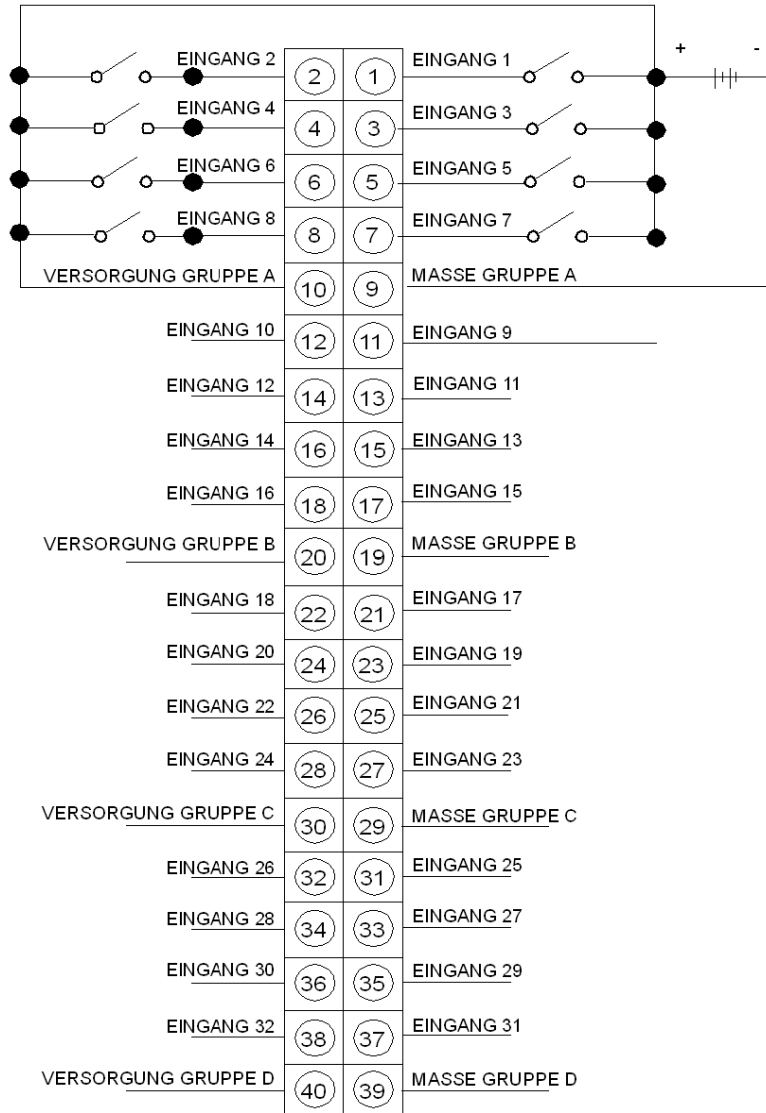 + -
EINGANG 2 2 1 EINGANG 1
EINGANG 4 4 3 EINGANG 3
EINGANG 6 6 5 EINGANG 5
EINGANG 8 8 7 EINGANG 7
VERSORGUNG GRUPPE A 10 9 MASSE GRUPPE A
EINGANG 10 12 11 EINGANG 9
EINGANG 12 14 13 EINGANG 11
EINGANG 14 16 15 EINGANG 13
EINGANG 16 18 17 EINGANG 15
VERSORGUNG GRUPPE B 20 19 MASSE GRUPPE B
EINGANG 18 22 21 EINGANG 17
EINGANG 20 24 23 EINGANG 19
EINGANG 22 26 25 EINGANG 21
EINGANG 24 28 27 EINGANG 23
VERSORGUNG GRUPPE C 30 29 MASSE GRUPPE C
EINGANG 26 32 31 EINGANG 25
EINGANG 28 34 33 EINGANG 27
EINGANG 30 36 35 EINGANG 29
EINGANG 32 38 37 EINGANG 31
VERSORGUNG GRUPPE D 40 39 MASSE GRUPPE D